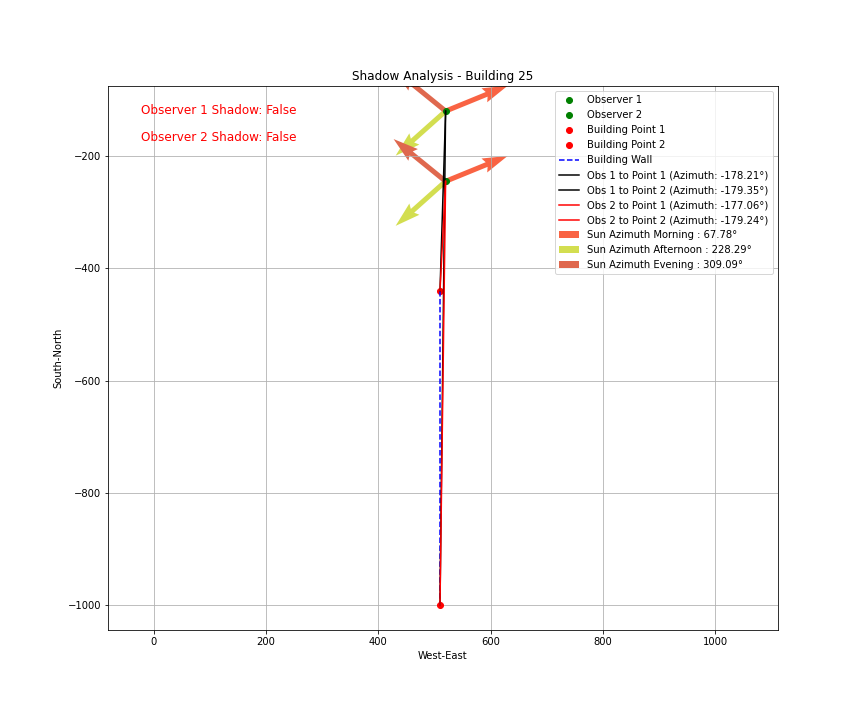 Shadow Analysis - Building 25
Observer 1 Shadow: False
Observer 2 Shadow: False
Observer 1
Observer 2
Building Point 1
Building Point 2
Building Wall
Obs 1 to Point 1 (Azimuth: -178.21°)
Obs 1 to Point 2 (Azimuth: -179.35°)
Obs 2 to Point 1 (Azimuth: -177.06°)
Obs 2 to Point 2 (Azimuth: -179.24°)
Sun Azimuth Morning : 67.78°
Sun Azimuth Afternoon : 228.29°
Sun Azimuth Evening : 309.09°
−200
−400
−600
−800
−1000
South-North
0 200 400 600 800 1000
West-East